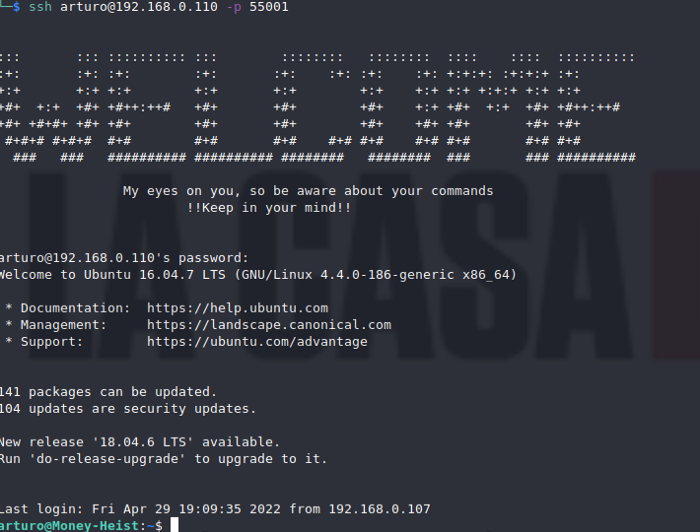 └─$ ssh arturo@192.168.0.110 -p 55001
:::       ::: :::::::::: :::        ::::::::   ::::::::  ::::    ::::  ::::::::::
:+:       :+: :+:        :+:       :+:    :+: :+:    :+: +:+:+: :+:+:+ :+:
+:+       +:+ +:+        +:+       +:+        +:+    +:+ +:+ +:+:+ +:+ +:+
+#+  +:+  +#+ +#++:++#   +#+       +#+        +#+    +:+ +#+  +:+  +#+ +#++:++#
+#+ +#+#+ +#+ +#+        +#+       +#+        +#+    +#+ +#+       +#+ +#+
#+#+# #+#+# #+#        #+#       #+#    #+# #+#    #+# #+#       #+# #+#
###   ###  ########## ########## ########   ########  ###       ### ##########
My eyes on you, so be aware about your commands
!!Keep in your mind!!
arturo@192.168.0.110's password:
Welcome to Ubuntu 16.04.7 LTS (GNU/Linux 4.4.0-186-generic x86_64)
* Documentation:  https://help.ubuntu.com
* Management:     https://landscape.canonical.com
* Support:        https://ubuntu.com/advantage
141 packages can be updated.
104 updates are security updates.
New release '18.04.6 LTS' available.
Run 'do-release-upgrade' to upgrade to it.
Last login: Fri Apr 29 19:09:35 2022 from 192.168.0.107
arturo@Money-Heist:~$
LA CASA